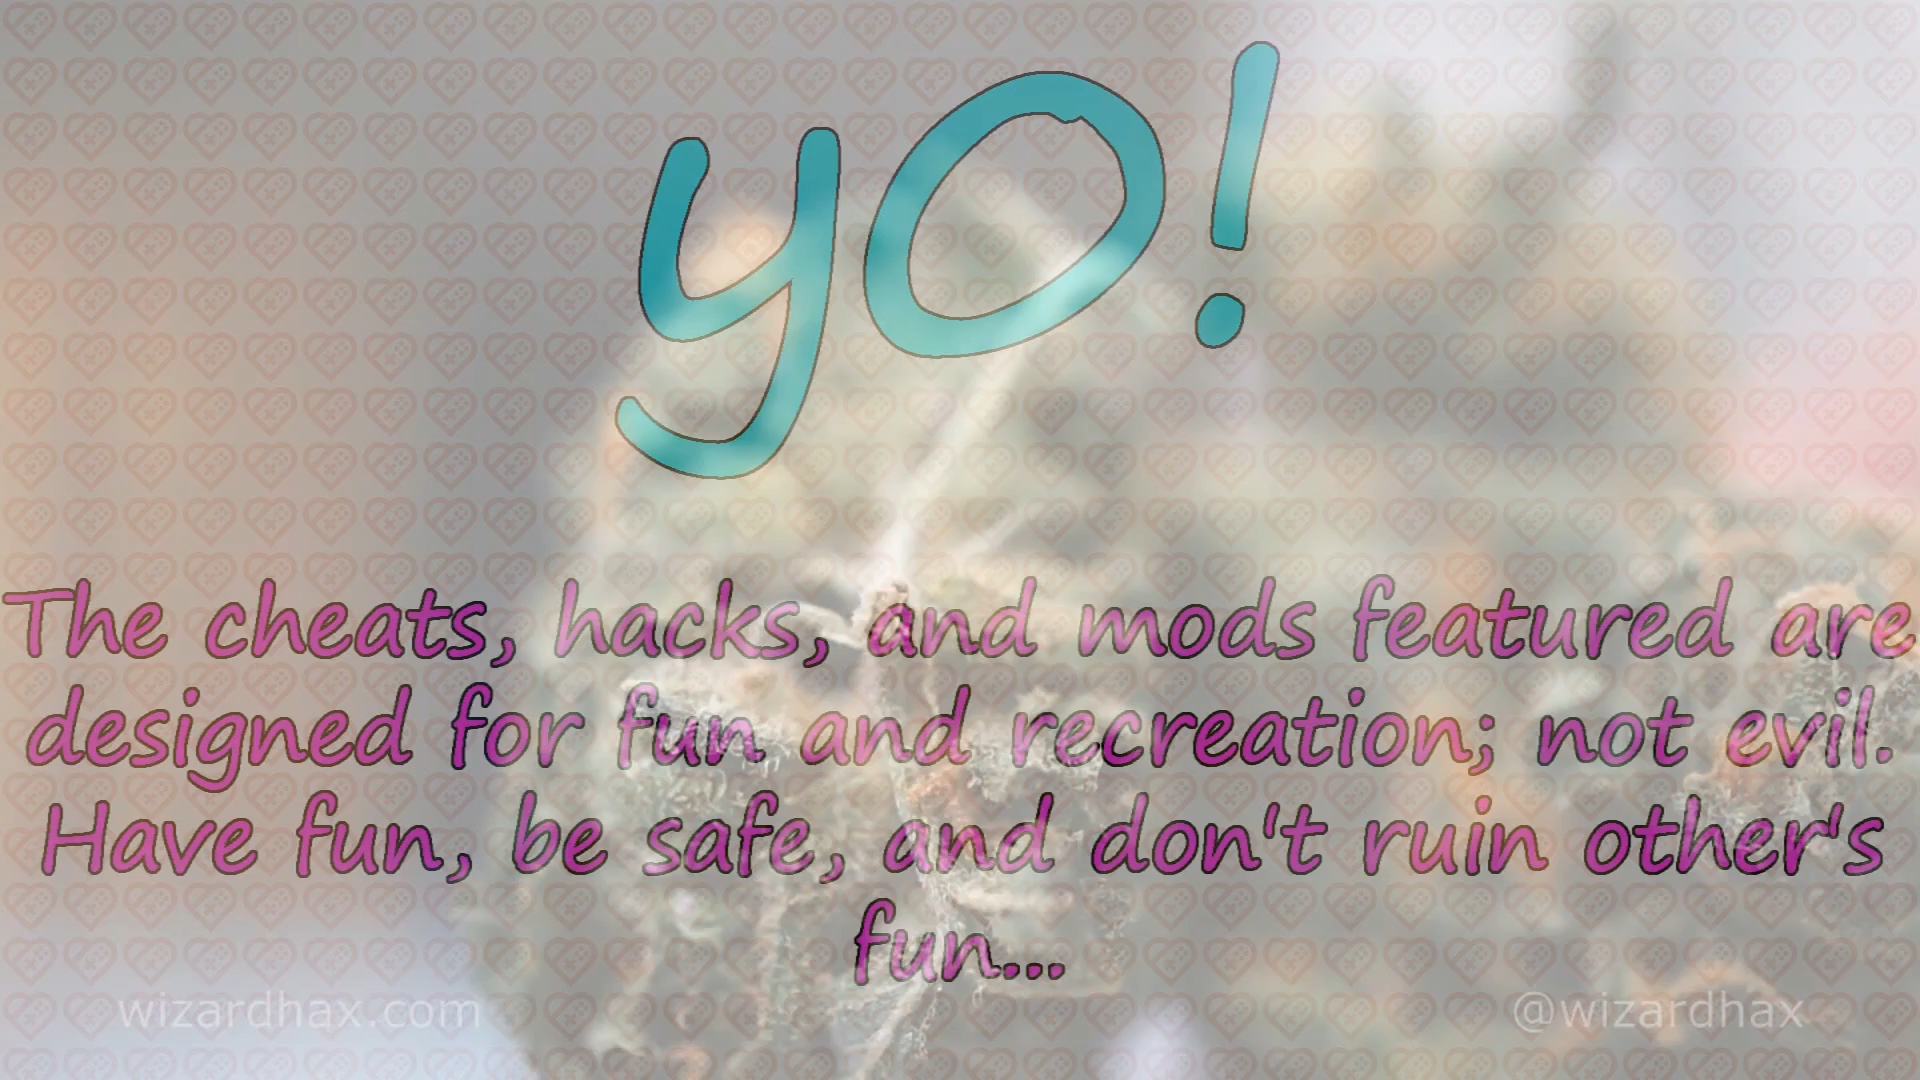 yo!
The cheats, hacks, and mods featured are
designed for fun and recreation; not evil.
Have fun, be safe, and don't ruin other's
fun...
wizardhax.com
@wizardhax